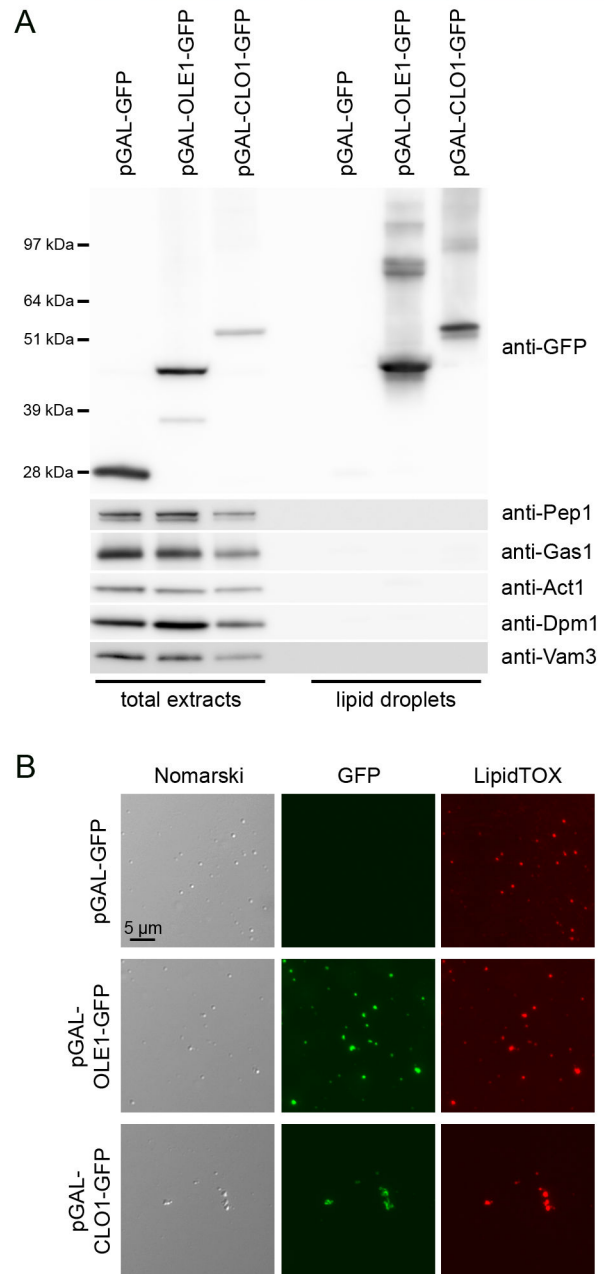 A
pGAL-GFP
pGAL-OLE1-GFP
pGAL-CLO1-GFP
pGAL-GFP
pGAL-OLE1-GFP
pGAL-CLO1-GFP
97 kDa
64 kDa
51 kDa
39 kDa
28 kDa
anti-GFP
anti-Pep1
anti-Gas1
anti-Act1
anti-Dpm1
anti-Vam3
total extracts
lipid droplets
B
Nomarski
GFP
LipidTOX
pGAL-GFP
5 µm
pGAL-
OLE1-GFP
pGAL-
CLO1-GFP